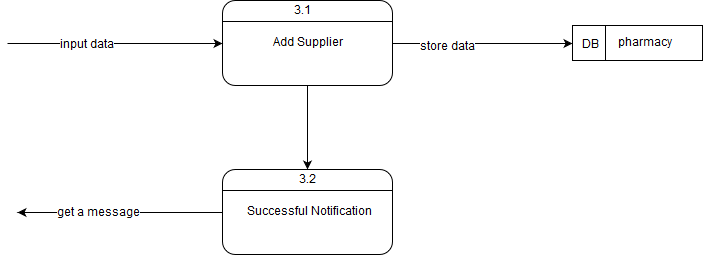 3.1
input data
Add Supplier
store data
DB
pharmacy
3.2
get a message
Successful Notification